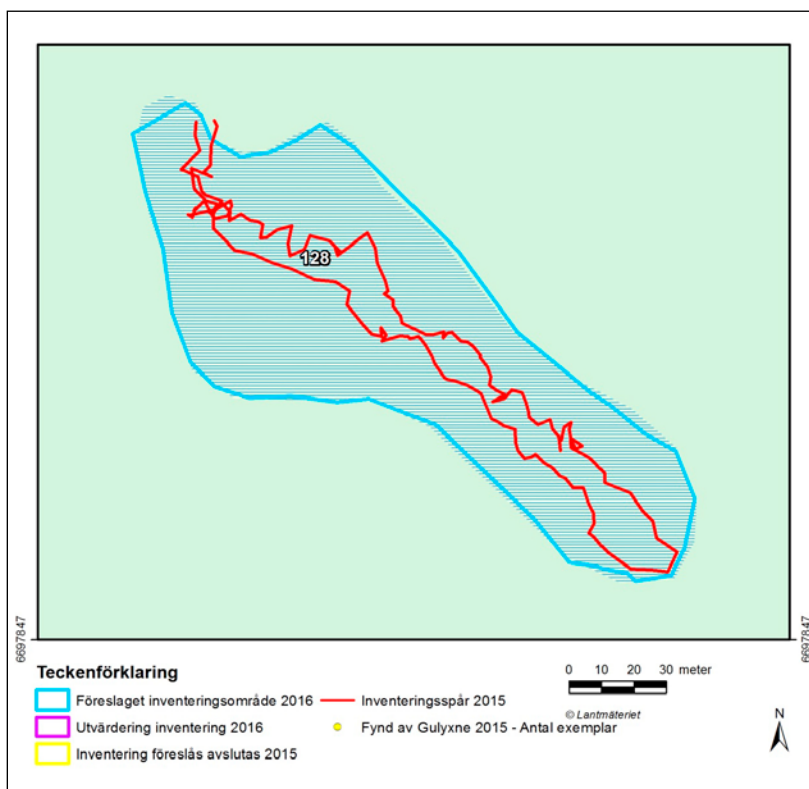 128
6697847
6697847
Teckenförklaring
Föreslaget inventeringsområde 2016
Utvärdering inventering 2016
Inventering föreslås avslutas 2015
Inventeringsspår 2015
Fynd av Gulyxne 2015 - Antal exemplar
0 10 20 30 meter
© Lantmäteriet
N